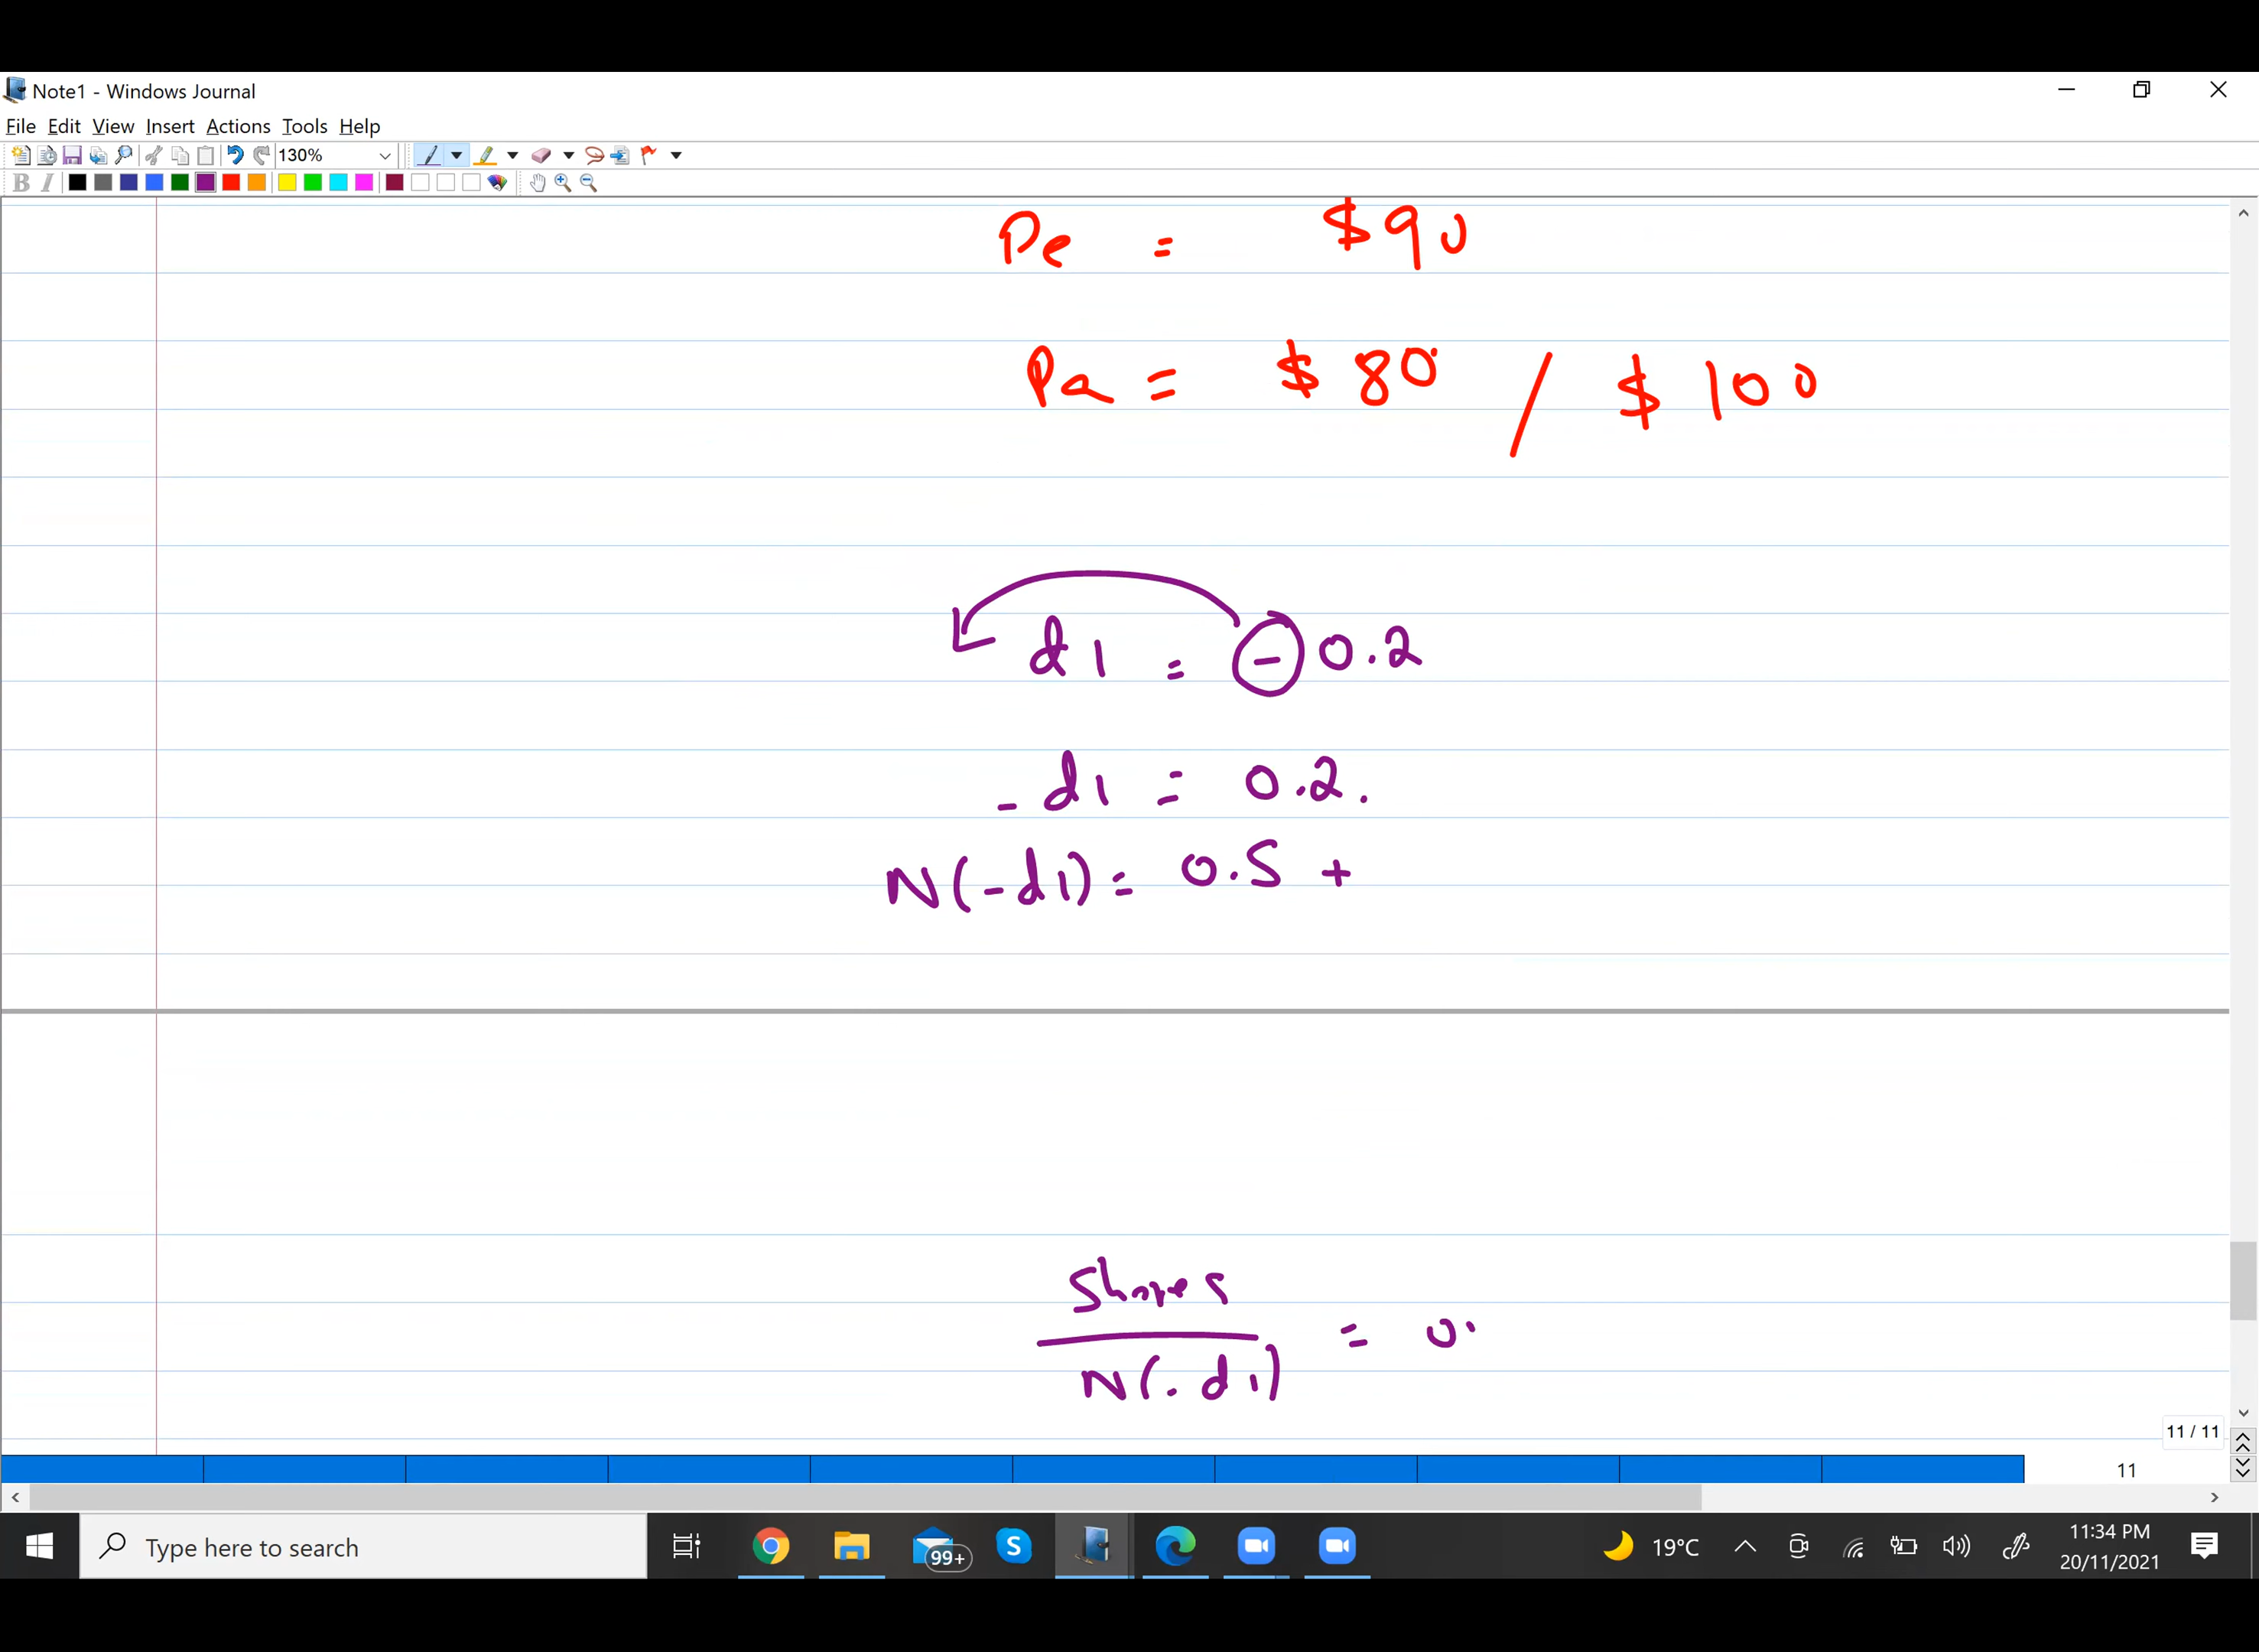 Note1 - Windows Journal
File Edit View Insert Actions Tools Help
130%
B I
Pe = $90
Pa = $80 / $100
d1 = - 0.2
- d1 = 0.2.
N(-d1) = 0.5 +
Shares
N(-d1) = 0.
11 / 11
11
Type here to search
99+
S
19°C
11:34 PM
20/11/2021